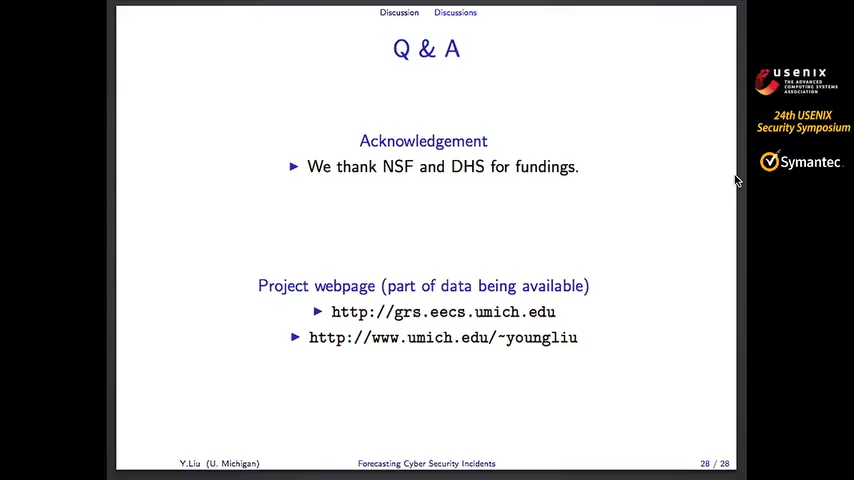 Discussion Discussions
Q & A
Acknowledgement
We thank NSF and DHS for fundings.
Project webpage (part of data being available)
http://grs.eecs.umich.edu
http://www.umich.edu/~youngliu
Y.Liu (U. Michigan) Forecasting Cyber Security Incidents 28 / 28
usenix
THE ADVANCED
COMPUTING SYSTEMS
ASSOCIATION
24th USENIX
Security Symposium
Symantec.